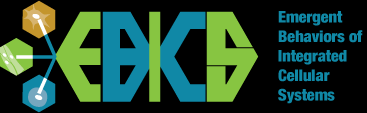 EBICS
Emergent
Behaviors of
Integrated
Cellular
Systems